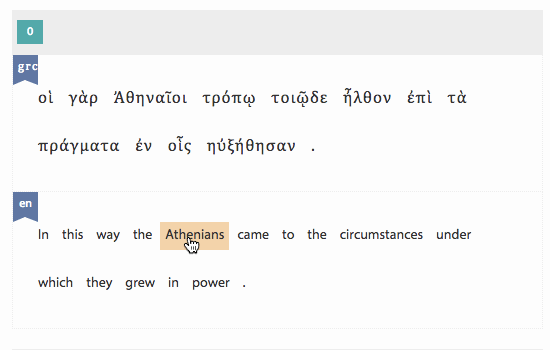 0
grc
οἱ γὰρ Ἀθηναῖοι τρόπῳ τοιῷδε ἦλθον ἐπὶ τὰ
πράγματα ἐν οἷς ηὐξήθησαν .
en
In this way the Athenians came to the circumstances under
which they grew in power .